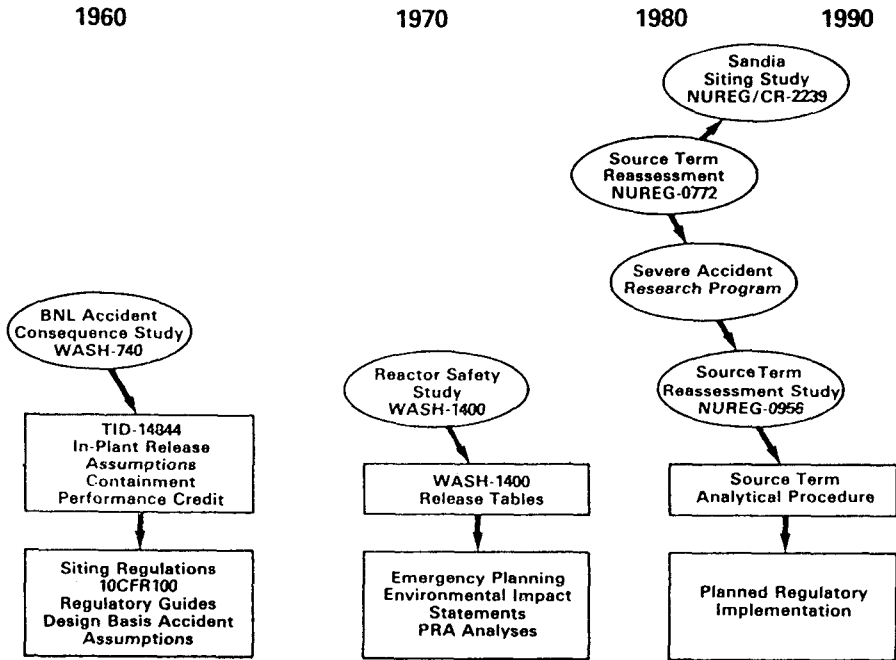 1960
1970
1980
1990
Sandia
Siting Study
NUREG/CR-2239
Source Term
Reassessment
NUREG-0772
Severe Accident
Research Program
BNL Accident
Consequence Study
WASH-740
Reactor Safety
Study
WASH-1400
Source Term
Reassessment Study
NUREG-0956
TID-14844
In-Plant Release
Assumptions
Containment
Performance Credit
WASH-1400
Release Tables
Source Term
Analytical Procedure
Siting Regulations
10CFR100
Regulatory Guides
Design Basis Accident
Assumptions
Emergency Planning
Environmental Impact
Statements
PRA Analyses
Planned Regulatory
Implementation